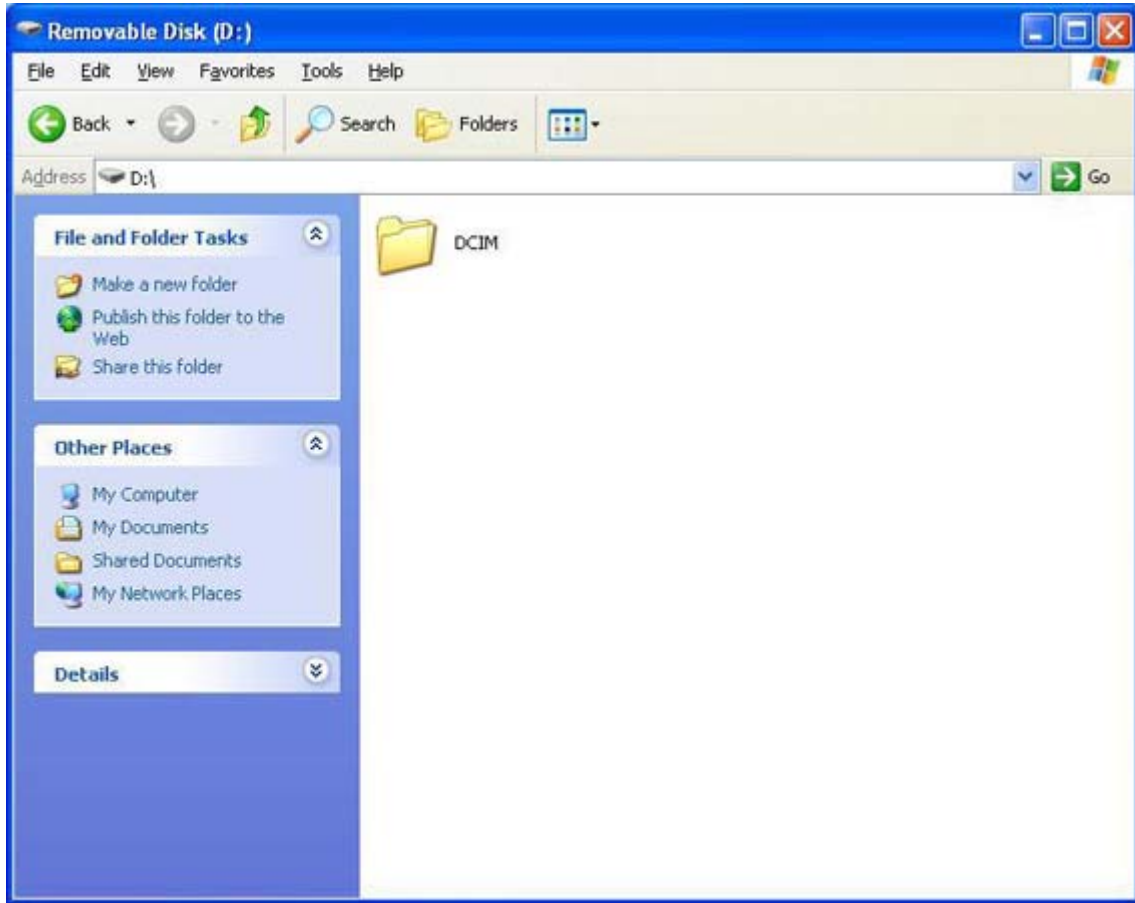 Removable Disk (D:)
File Edit View Favorites Tools Help
Back Search Folders
Address D:\ Go
File and Folder Tasks
Make a new folder
Publish this folder to the
Web
Share this folder
Other Places
My Computer
My Documents
Shared Documents
My Network Places
Details
DCIM